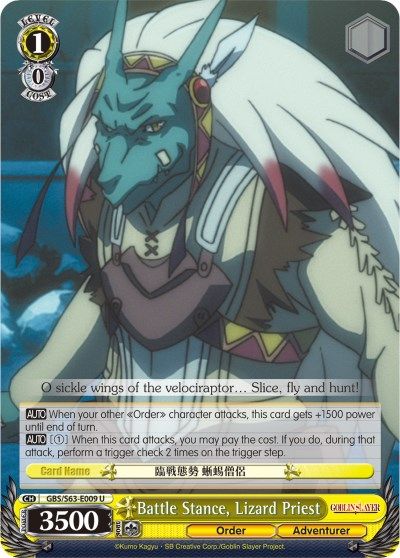 LEVEL
1
0
COST
O sickle wings of the velociraptor… Slice, fly and hunt!
AUTO When your other «Order» character attacks, this card gets +1500 power
until end of turn.
AUTO [①] When this card attacks, you may pay the cost. If you do, during that
attack, perform a trigger check 2 times on the trigger step.
Card Name 臨戦態勢 蜥蜴僧侶
CH GBS/S63-E009 U
POWER 3500 SOUL Battle Stance, Lizard Priest GOBLIN SLAYER
Order Adventurer
©Kumo Kagyu・SB Creative Corp./Goblin Slayer Project.